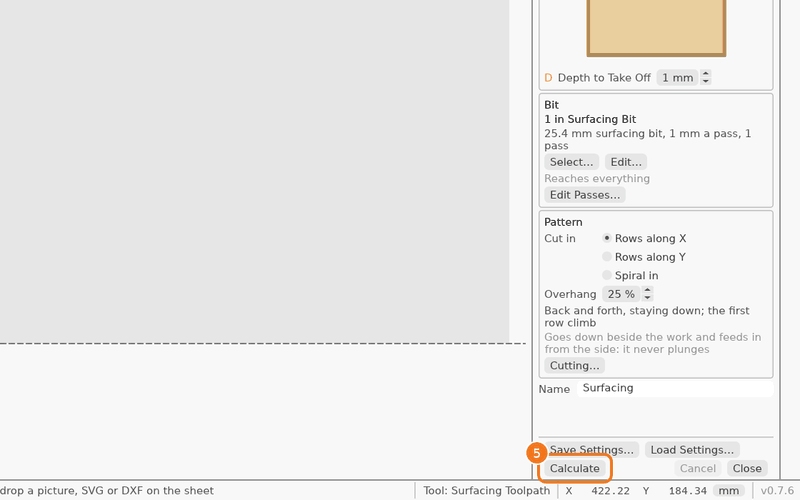 D Depth to Take Off 1 mm
Bit
1 in Surfacing Bit
25.4 mm surfacing bit, 1 mm a pass, 1
pass
Select... Edit...
Reaches everything
Edit Passes...
Pattern
Cut in Rows along X
Rows along Y
Spiral in
Overhang 25 %
Back and forth, staying down; the first
row climb
Goes down beside the work and feeds in
from the side: it never plunges
Cutting...
Name Surfacing
5 Save Settings... Load Settings...
Calculate Cancel Close
drop a picture, SVG or DXF on the sheet Tool: Surfacing Toolpath X 422.22 Y 184.34 mm v0.7.6